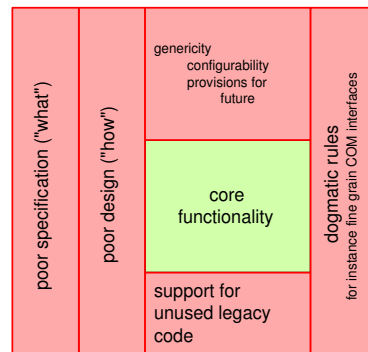 poor specification ("what")
poor design ("how")
genericity
configurability
provisions for
future
core
functionality
support for
unused legacy
code
dogmatic rules
for instance fine grain COM interfaces